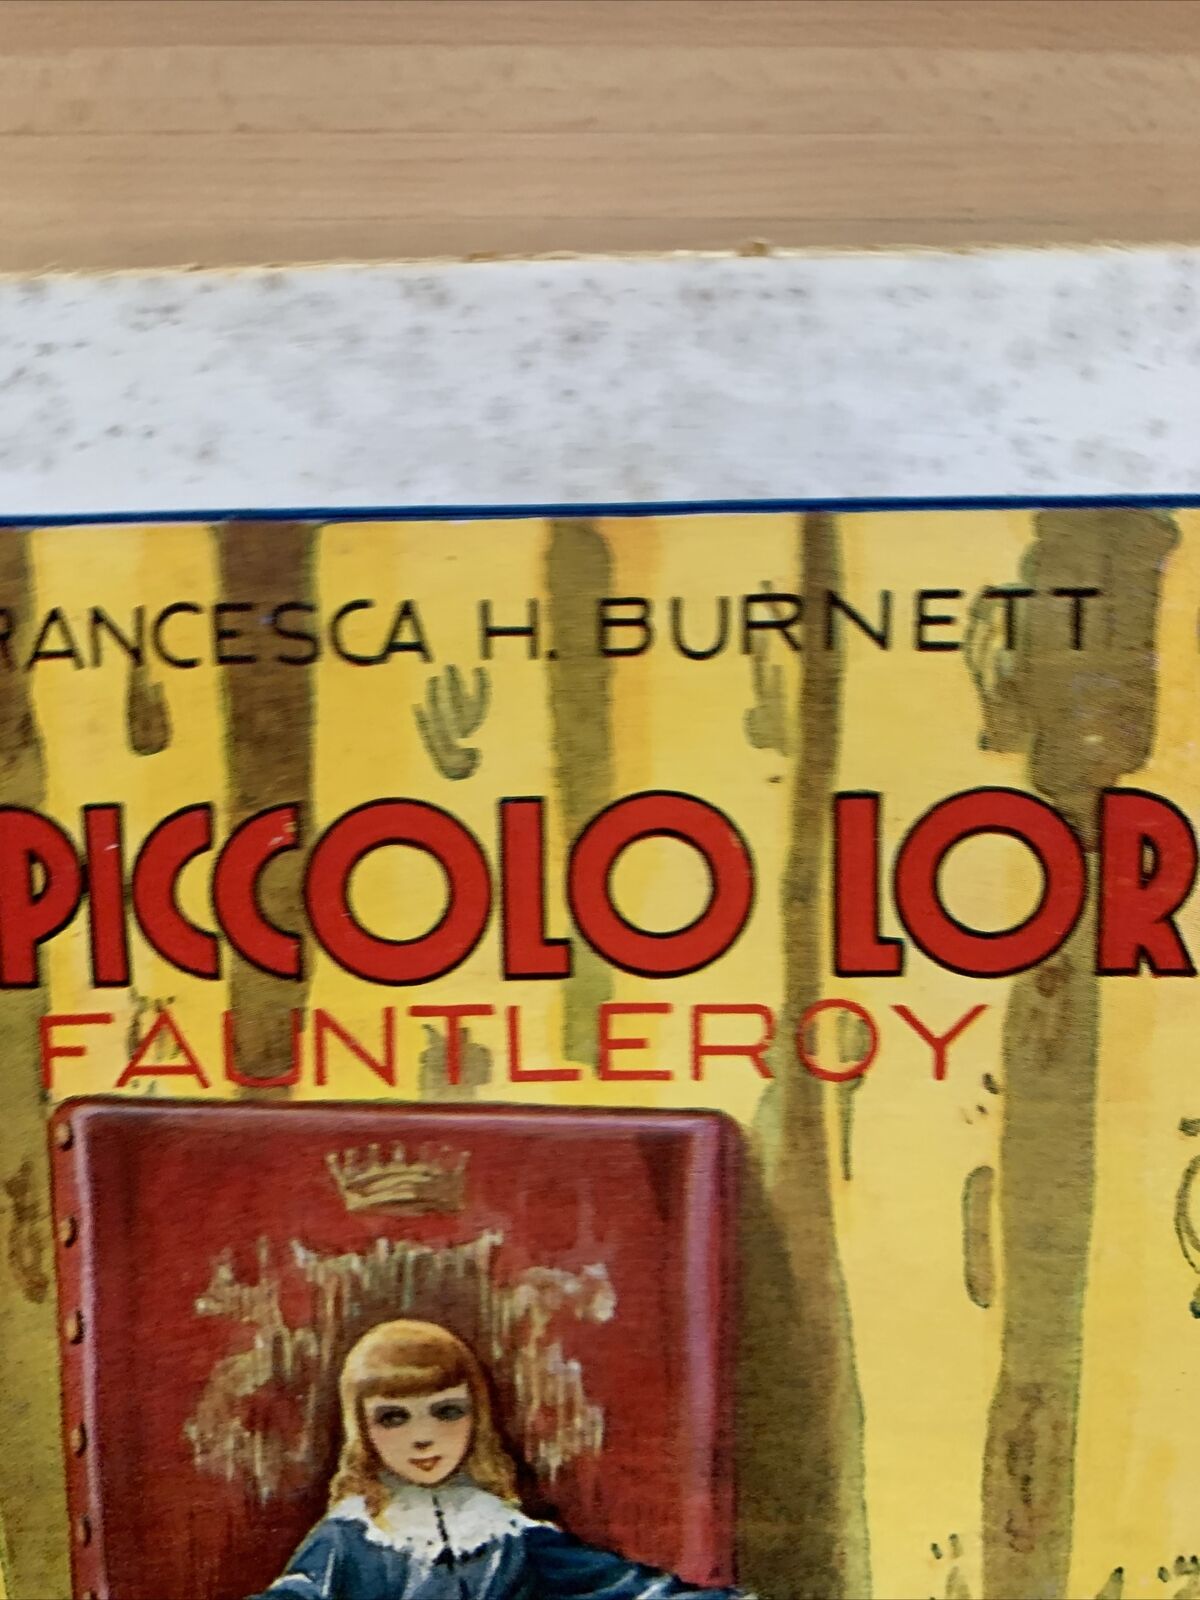 RANCESCA H. BURNETT
PICCOLO LOR
FAUNTLEROY